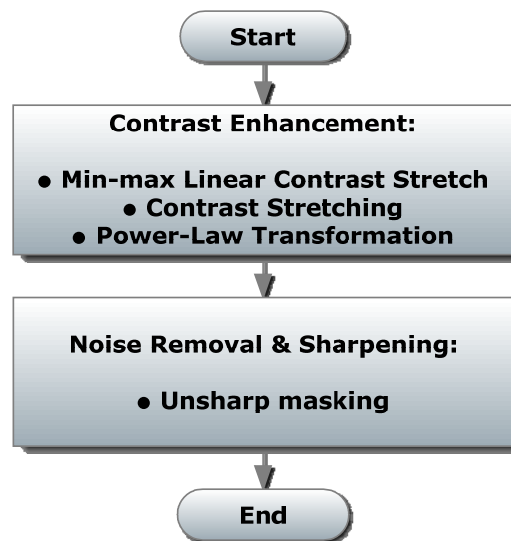 Start
Contrast Enhancement:
● Min-max Linear Contrast Stretch
● Contrast Stretching
● Power-Law Transformation
Noise Removal & Sharpening:
● Unsharp masking
End